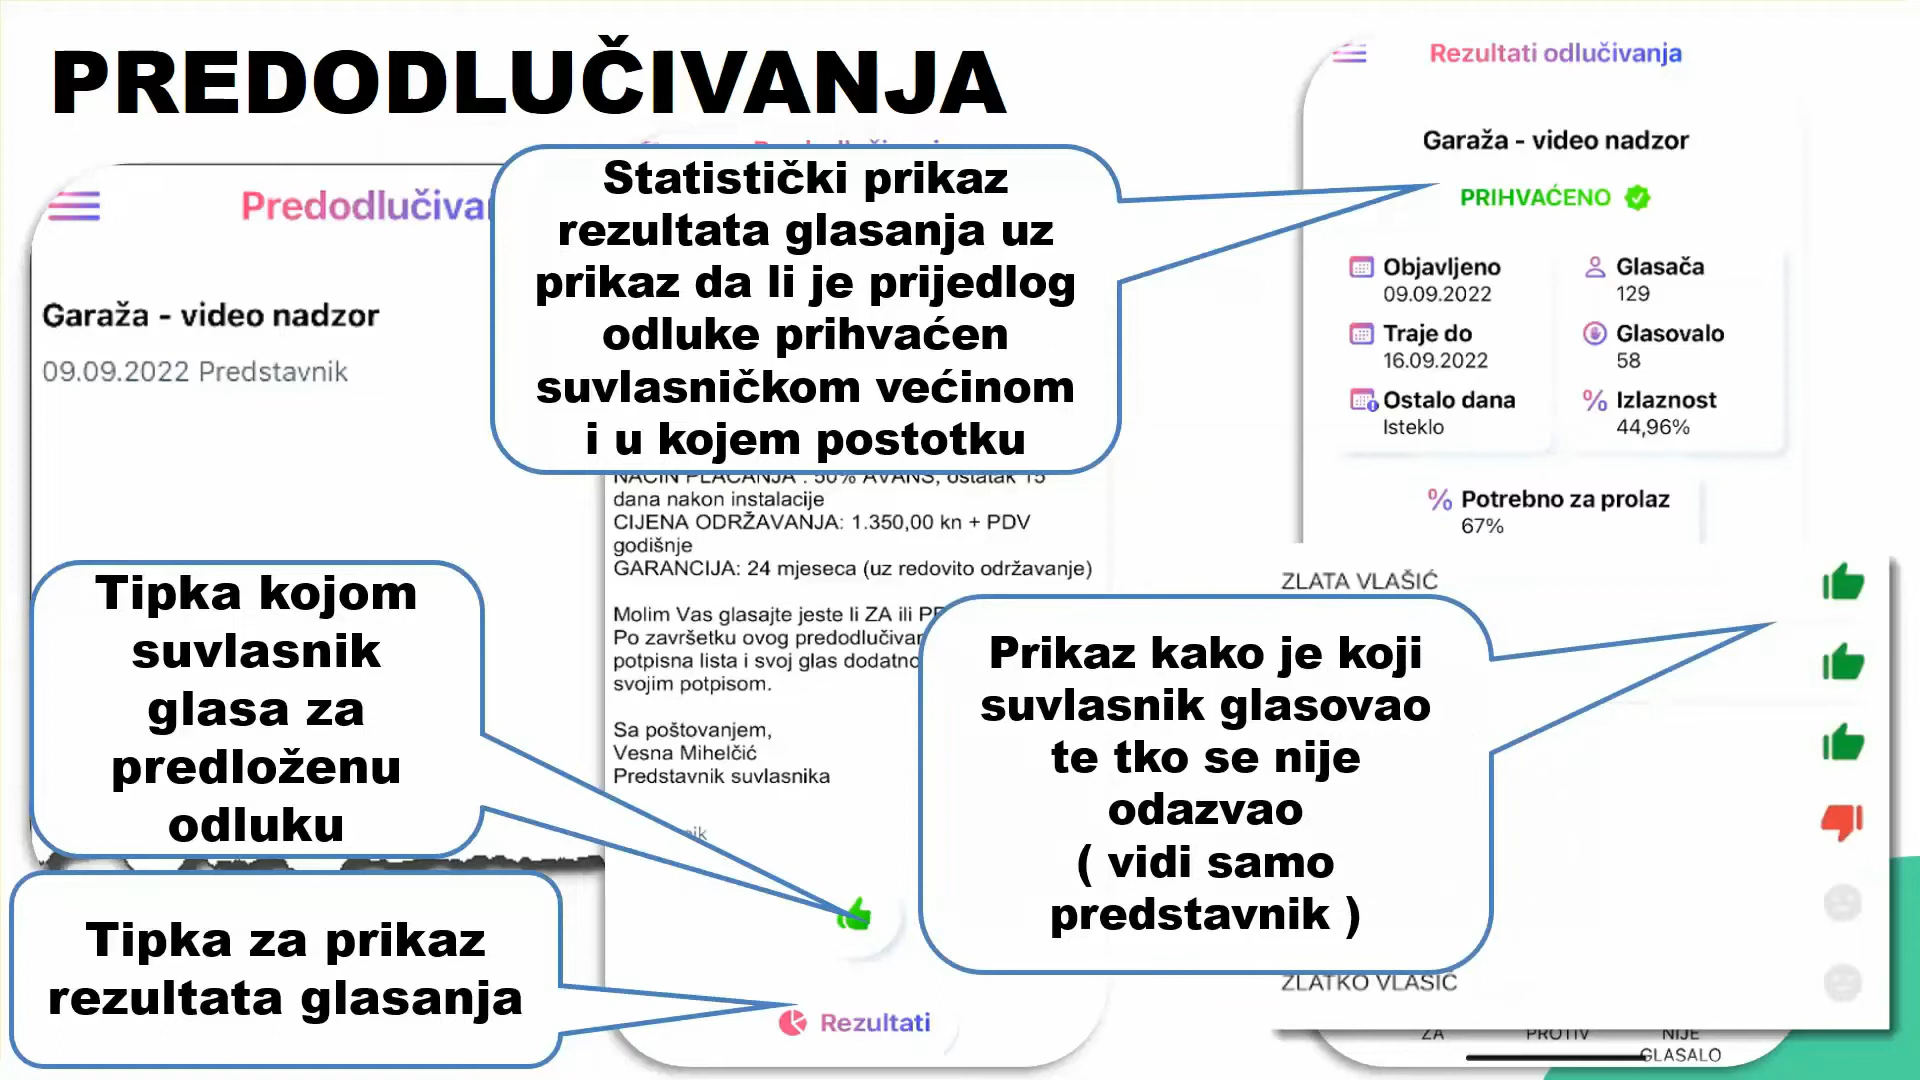 PREDODLUČIVANJA
Garaža - video nadzor
09.09.2022 Predstavnik
Statistički prikaz
rezultata glasanja uz
prikaz da li je prijedlog
odluke prihvaćen
suvlasničkom većinom
i u kojem postotku
NAČIN PLAĆANJA : 50% AVANS, ostatak 15
dana nakon instalacije
CIJENA ODRŽAVANJA: 1.350,00 kn + PDV
godišnje
GARANCIJA: 24 mjeseca (uz redovito održavanje)
Molim Vas glasajte jeste li ZA ili
Po završetku ovog
potpisna lista i svoj glas dodatno
svojim potpisom.
Sa poštovanjem,
Vesna Mihelčić
Predstavnik suvlasnika
Rezultati
Tipka kojom
suvlasnik
glasa za
predloženu
odluku
Tipka za prikaz
rezultata glasanja
Rezultati odlučivanja
Garaža - video nadzor
PRIHVAĆENO
Objavljeno
09.09.2022
Glasača
129
Traje do
16.09.2022
Glasovalo
58
Ostalo dana
Isteklo
% Izlaznost
44,96%
% Potrebno za prolaz
67%
ZLATA VLAŠIĆ
Prikaz kako je koji
suvlasnik glasovao
te tko se nije
odazvao
( vidi samo
predstavnik )
ZLATKO VLAŠIĆ
ZA PROTIV NIJE
GLASALO